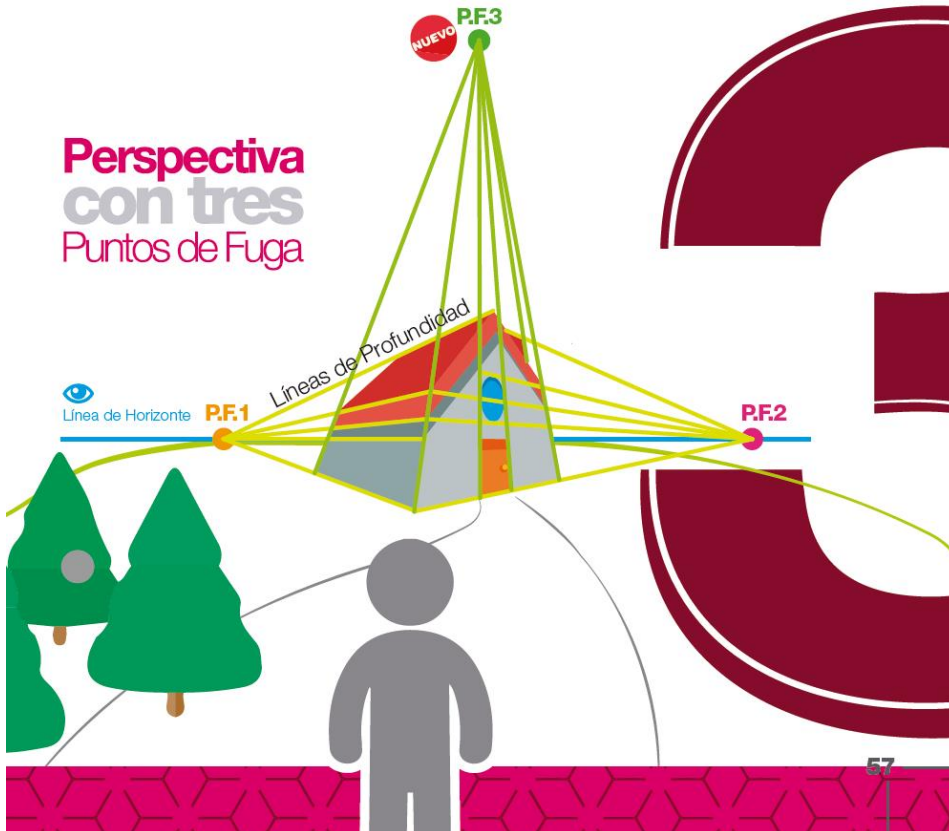 NUEVO
P.F.3
Perspectiva
con tres
Puntos de Fuga
Líneas de Profundidad
Línea de Horizonte
P.F.1
P.F.2
57